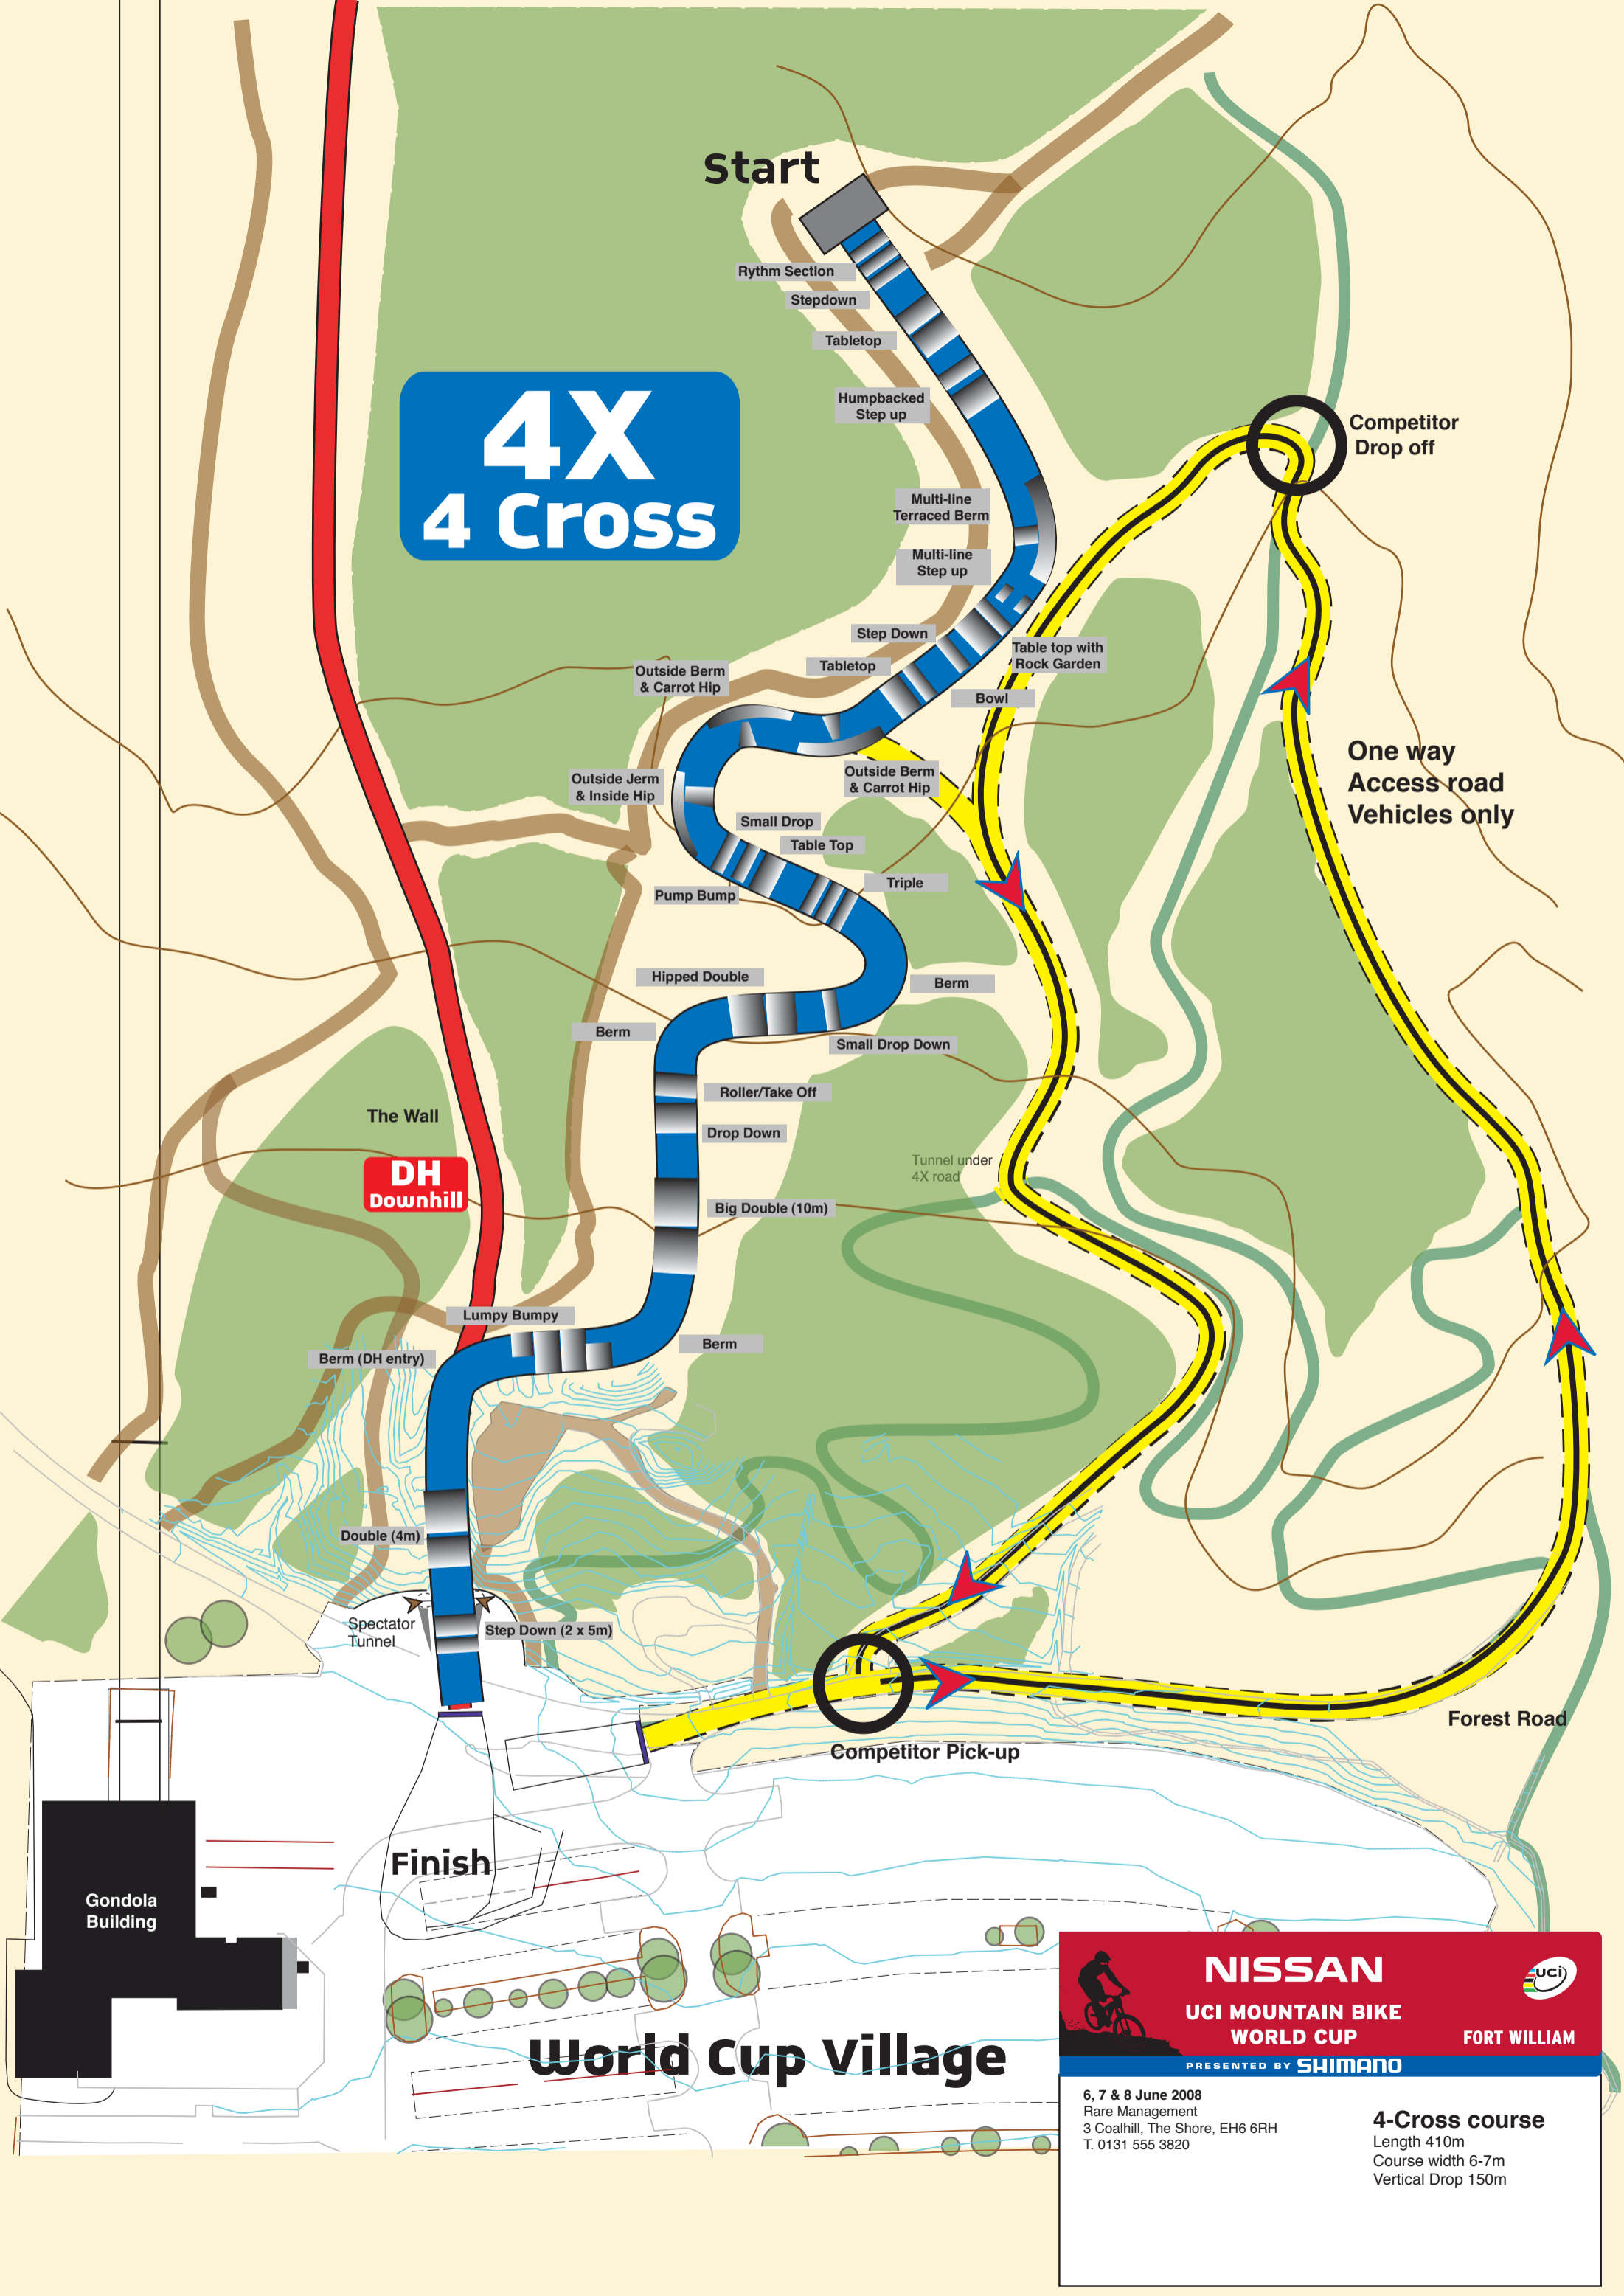 Start
Rythm Section
Stepdown
Tabletop
Humpbacked
Step up
4X
4 Cross
Competitor
Drop off
Multi-line
Terraced Berm
Multi-line
Step up
Step Down
Table top with
Rock Garden
Tabletop
Outside Berm
& Carrot Hip
Bowl
One way
Access road
Vehicles only
Outside Jerm
& Inside Hip
Outside Berm
& Carrot Hip
Small Drop
Table Top
Triple
Pump Bump
Hipped Double
Berm
Berm
Small Drop Down
Roller/Take Off
The Wall
Drop Down
Tunnel under
4X road
DH
Downhill
Big Double (10m)
Lumpy Bumpy
Berm
Berm (DH entry)
Double (4m)
Spectator
Tunnel
Step Down (2 x 5m)
Forest Road
Competitor Pick-up
Finish
Gondola
Building
World Cup Village
NISSAN
UCI
UCI MOUNTAIN BIKE
WORLD CUP
FORT WILLIAM
PRESENTED BY SHIMANO
6, 7 & 8 June 2008
Rare Management
3 Coalhill, The Shore, EH6 6RH
T. 0131 555 3820
4-Cross course
Length 410m
Course width 6-7m
Vertical Drop 150m